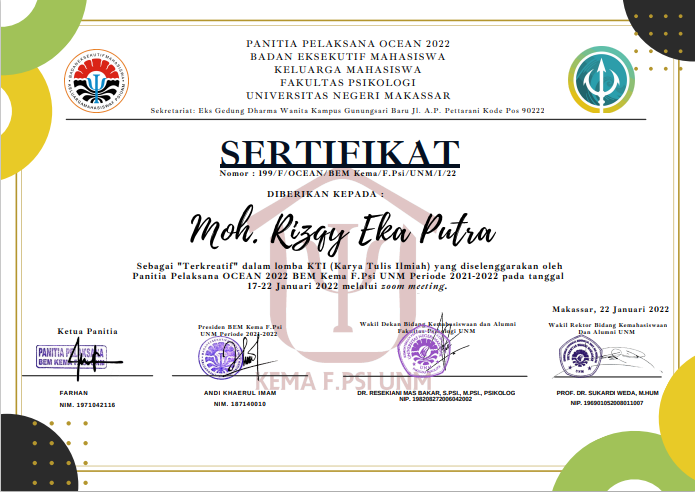 PANITIA PELAKSANA OCEAN 2022
BADAN EKSEKUTIF MAHASISWA
KELUARGA MAHASISWA
FAKULTAS PSIKOLOGI
UNIVERSITAS NEGERI MAKASSAR
Sekretariat: Eks Gedung Dharma Wanita Kampus Gunungsari Baru Jl. A.P. Pettarani Kode Pos 90222
SERTIFIKAT
Nomor : 199/F/OCEAN/BEM Kema/F.Psi/UNM/I/22
DIBERIKAN KEPADA :
Moh. Rizqy Eka Putra
Sebagai "Terkreatif" dalam lomba KTI (Karya Tulis Ilmiah) yang diselenggarakan oleh
Panitia Pelaksana OCEAN 2022 BEM Kema F.Psi UNM Periode 2021-2022 pada tanggal
17-22 Januari 2022 melalui zoom meeting.
Makassar, 22 Januari 2022
Ketua Panitia
PANITIA PELAKSANA
BEM KEMA
FARHAN
NIM. 1971042116
Presiden BEM Kema F.Psi
UNM Periode 2021-2022
ANDI KHAERUL IMAM
NIM. 187140010
Wakil Dekan Bidang Kemahasiswaan dan Alumni
Fakultas Psikologi UNM
DR. RESEKIANI MAS BAKAR, S.PSI., M.PSI., PSIKOLOG
NIP. 198208272006042002
Wakil Rektor Bidang Kemahasiswaan
Dan Alumni UNM
PROF. DR. SUKARDI WEDA, M.HUM
NIP. 196901052008011007
KEMA F.PSI UNM